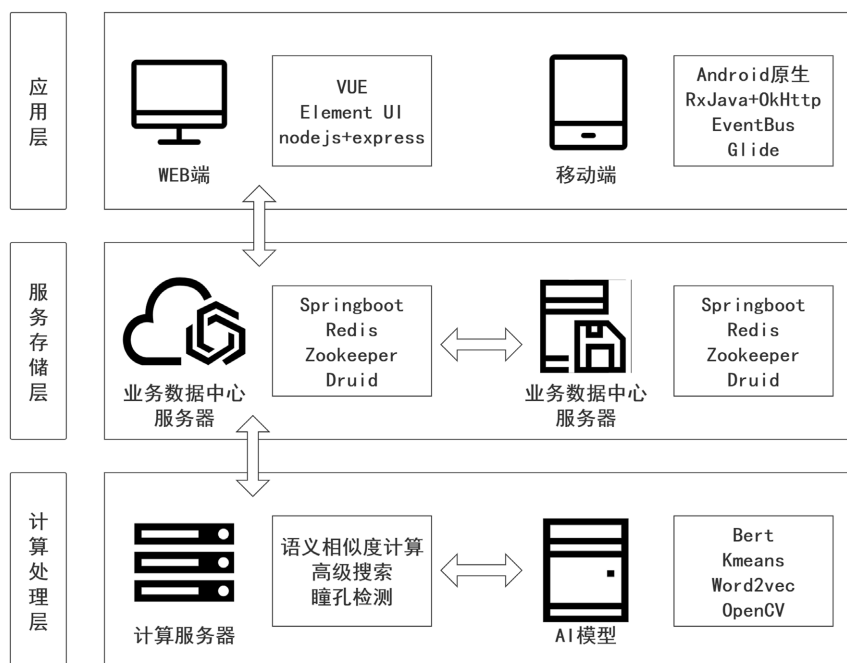 应用层
WEB端
VUE
Element UI
nodejs+express
移动端
Android原生
RxJava+OkHttp
EventBus
Glide
服务存储层
业务数据中心
服务器
Springboot
Redis
Zookeeper
Druid
业务数据中心
服务器
Springboot
Redis
Zookeeper
Druid
计算处理层
计算服务器
语义相似度计算
高级搜索
瞳孔检测
AI模型
Bert
Kmeans
Word2vec
OpenCV